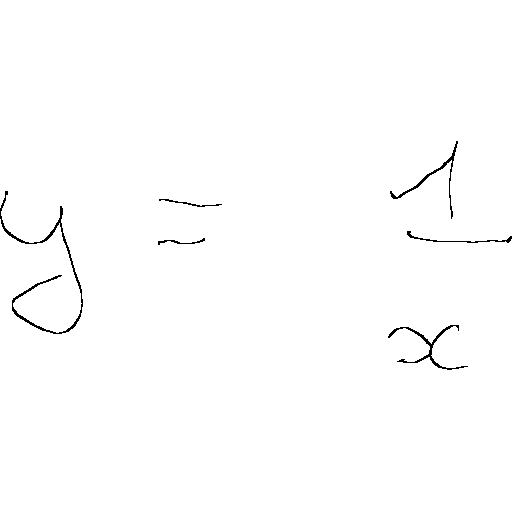 y = 1/x